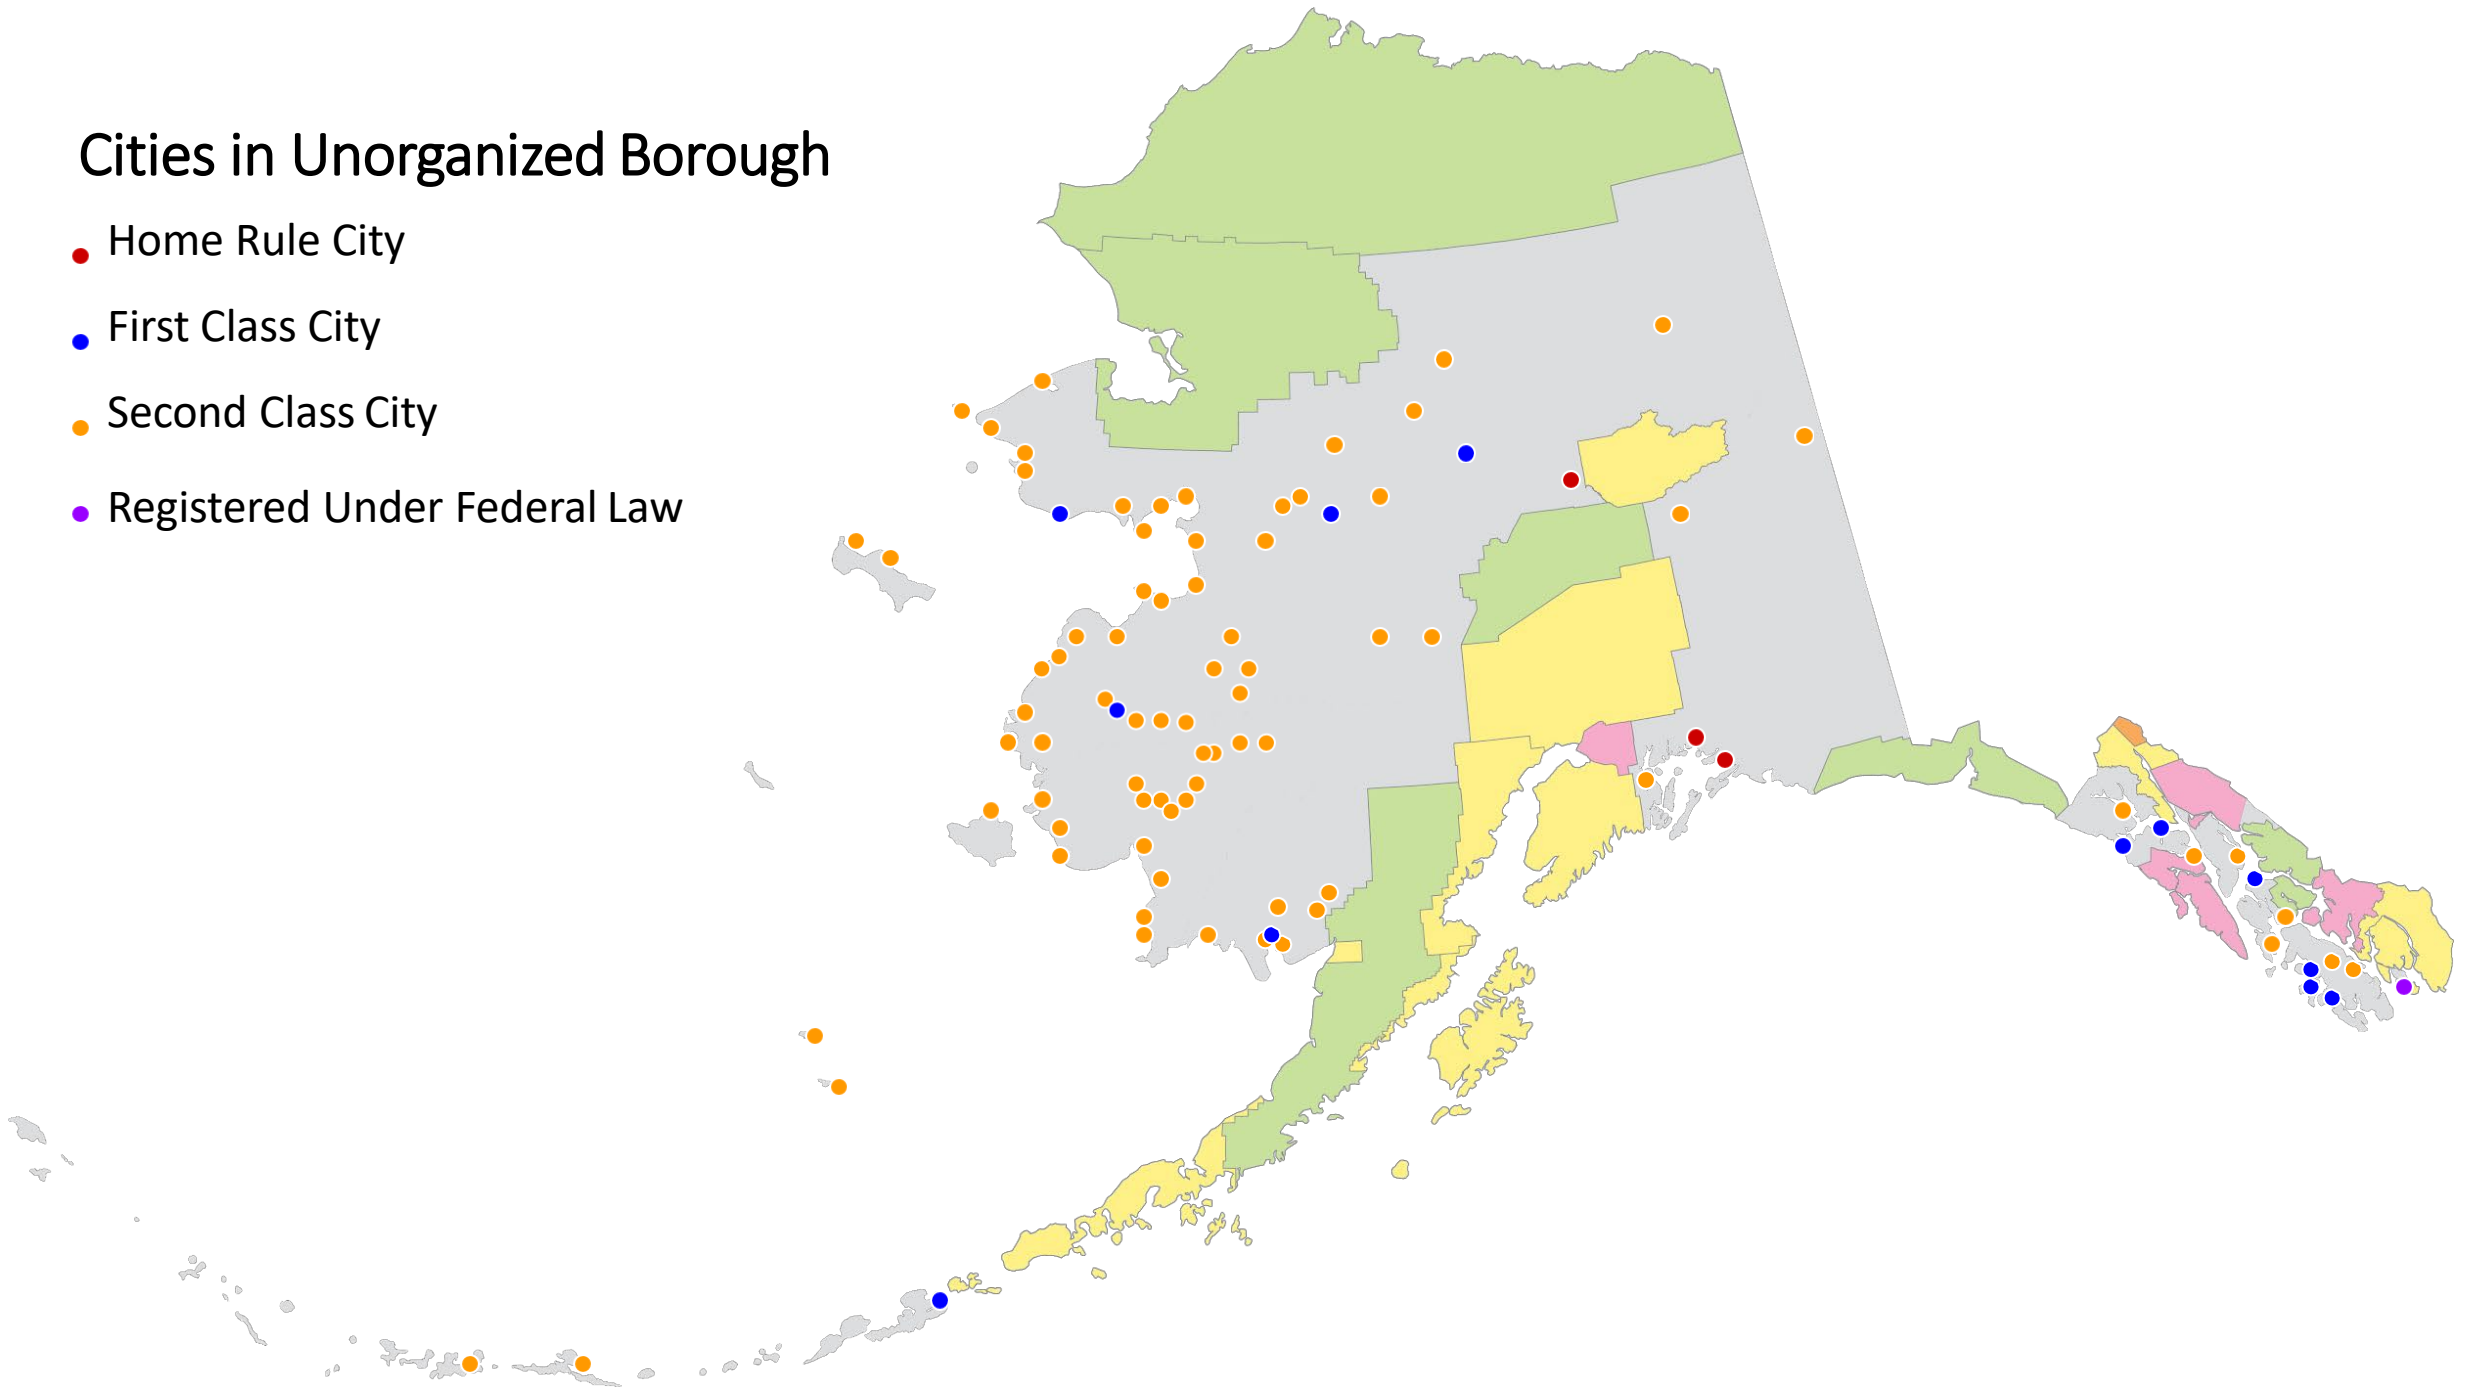 Cities in Unorganized Borough
Home Rule City
First Class City
Second Class City
Registered Under Federal Law